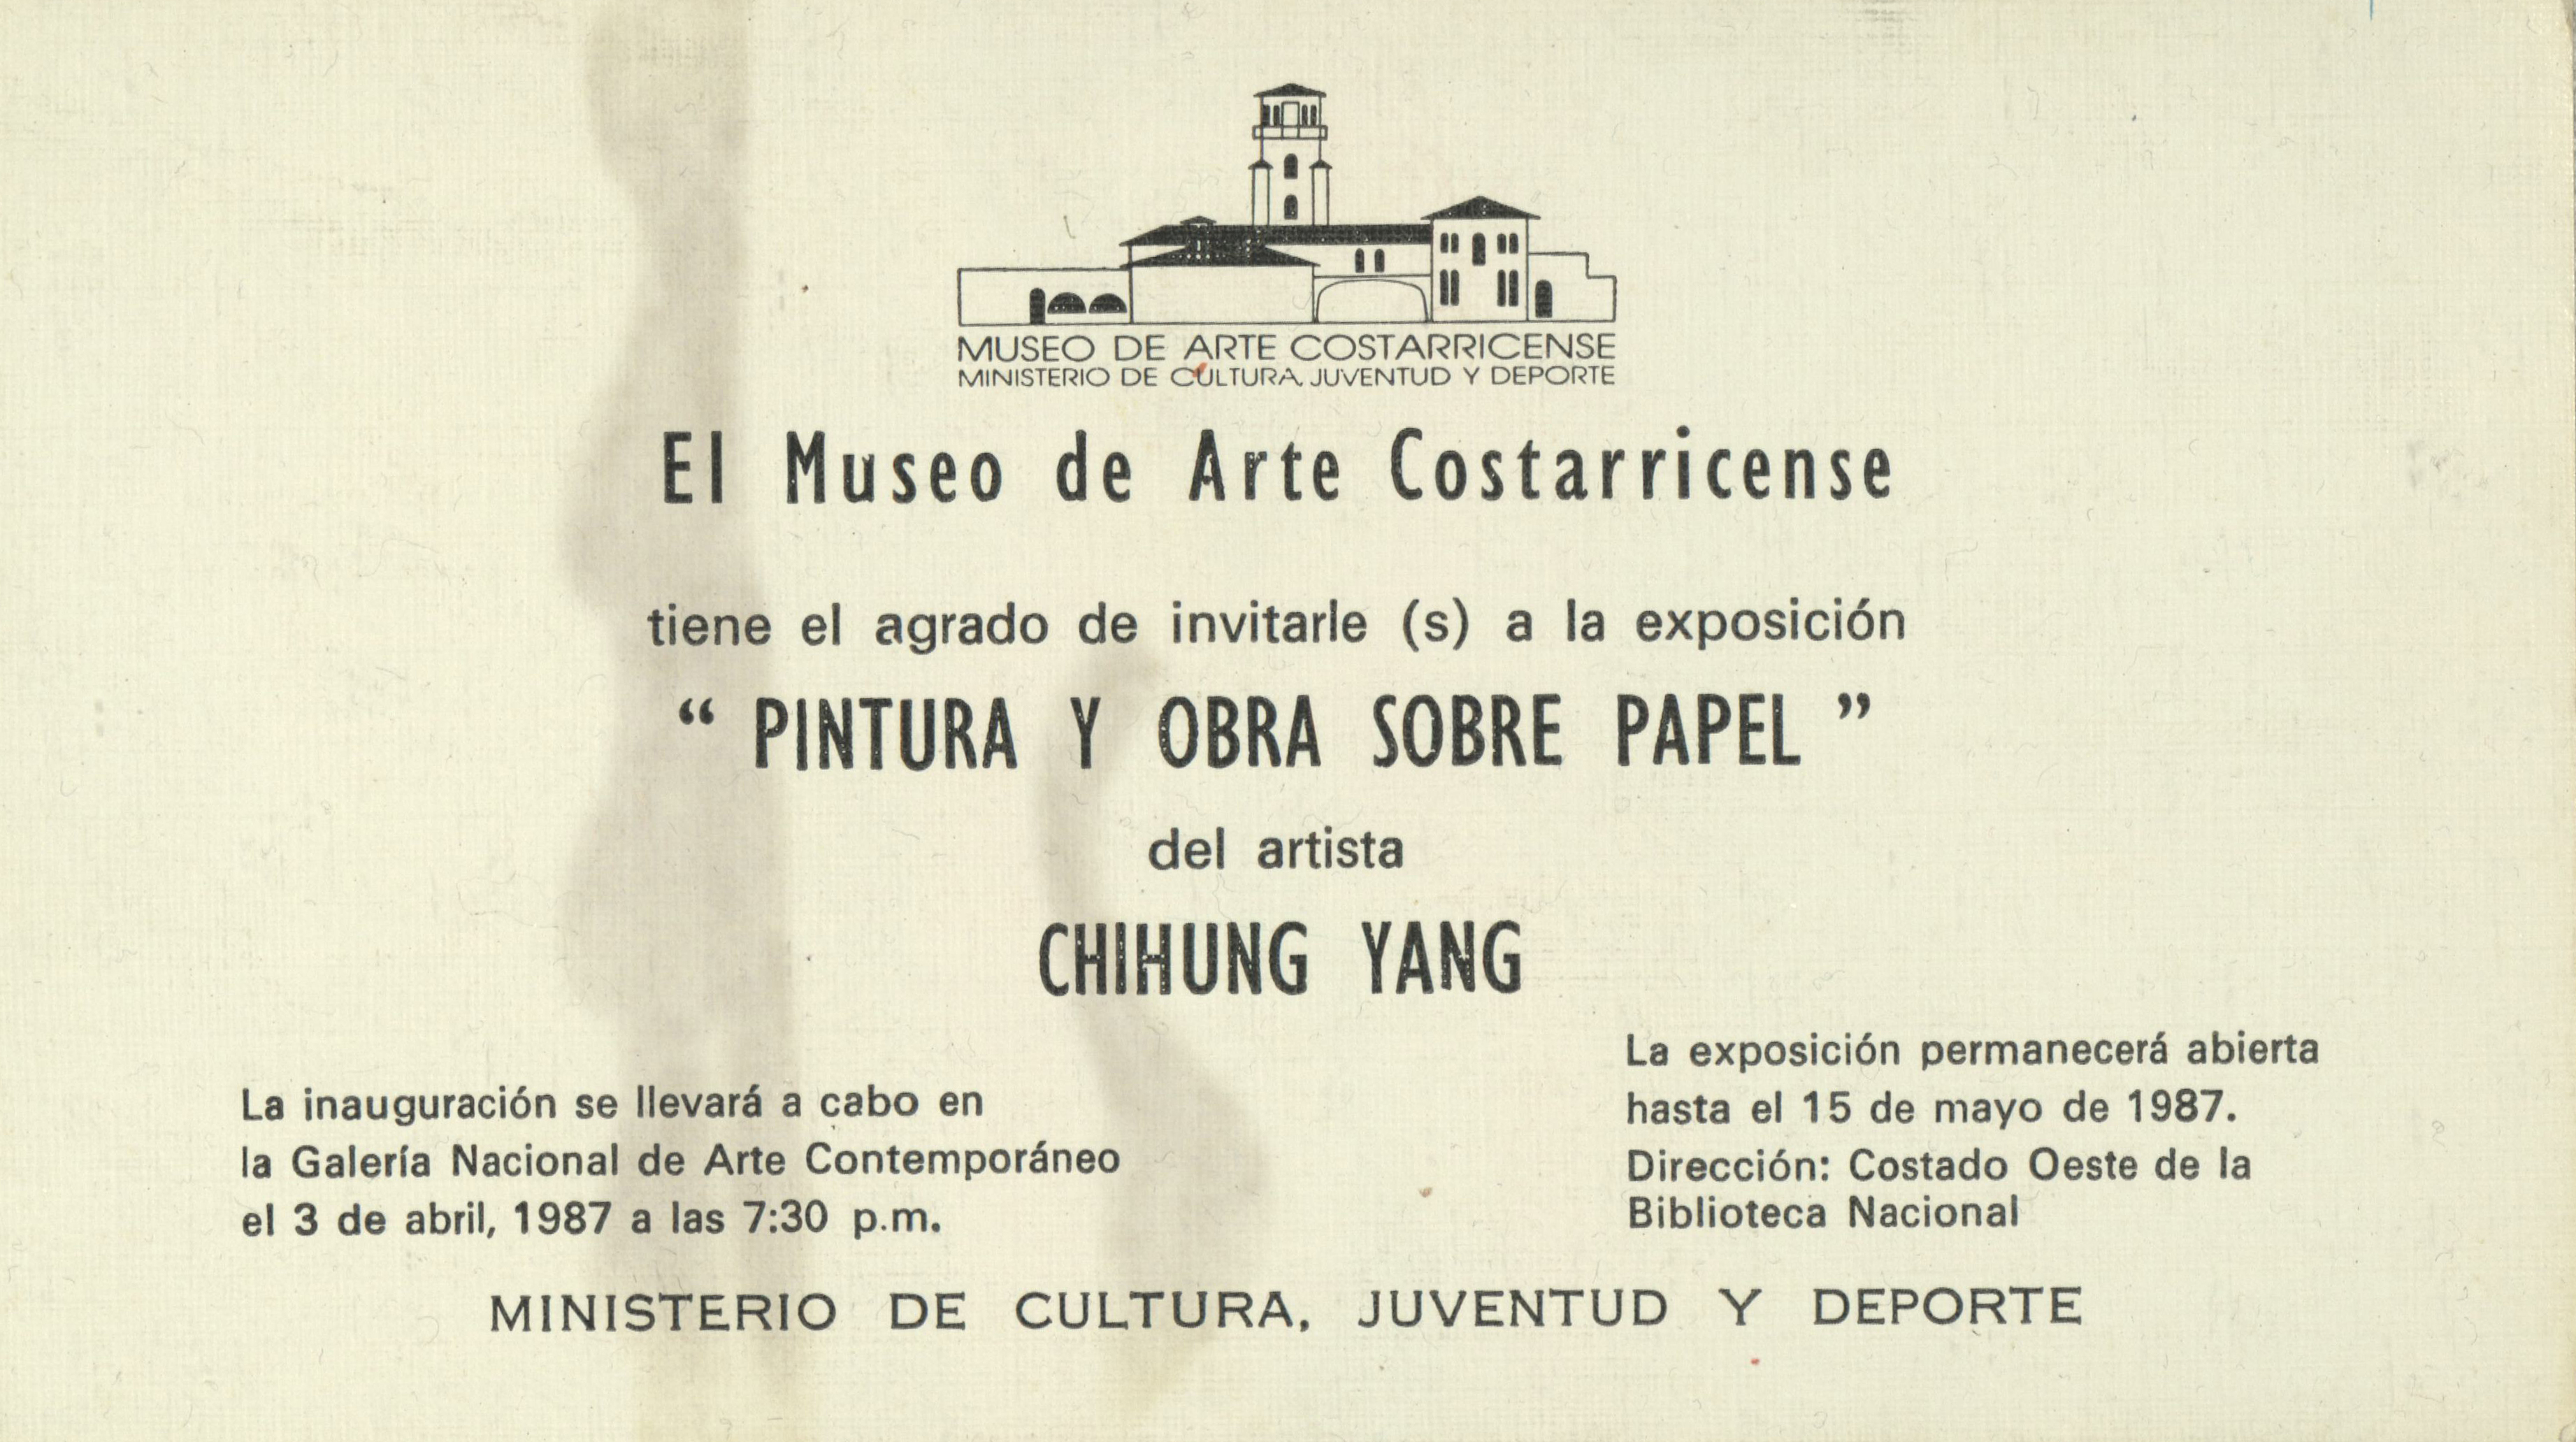 MUSEO DE ARTE COSTARRICENSE
MINISTERIO DE CULTURA, JUVENTUD Y DEPORTE
El Museo de Arte Costarricense
tiene el agrado de invitarle (s) a la exposición
“ PINTURA Y OBRA SOBRE PAPEL ”
del artista
CHIHUNG YANG
La inauguración se llevará a cabo en
la Galería Nacional de Arte Contemporáneo
el 3 de abril, 1987 a las 7:30 p.m.
La exposición permanecerá abierta
hasta el 15 de mayo de 1987.
Dirección: Costado Oeste de la
Biblioteca Nacional
MINISTERIO DE CULTURA, JUVENTUD Y DEPORTE